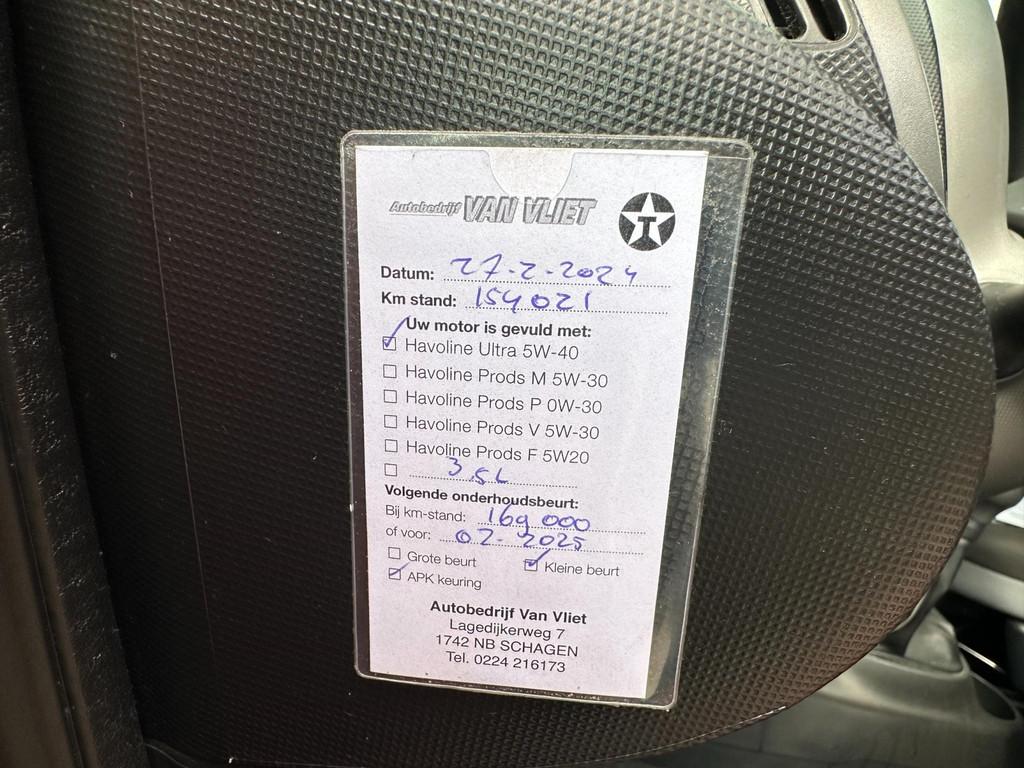 Autobedrijf VAN VLIET T
Datum: 27-2-2024
Km stand: 154021
Uw motor is gevuld met:
☑ Havoline Ultra 5W-40
☐ Havoline Prods M 5W-30
☐ Havoline Prods P 0W-30
☐ Havoline Prods V 5W-30
☐ Havoline Prods F 5W20
☐ 3,5L
Volgende onderhoudsbeurt:
Bij km-stand: 169 000
of voor: 02-2025
☐ Grote beurt ☑ Kleine beurt
☑ APK keuring
Autobedrijf Van Vliet
Lagedijkerweg 7
1742 NB SCHAGEN
Tel. 0224 216173